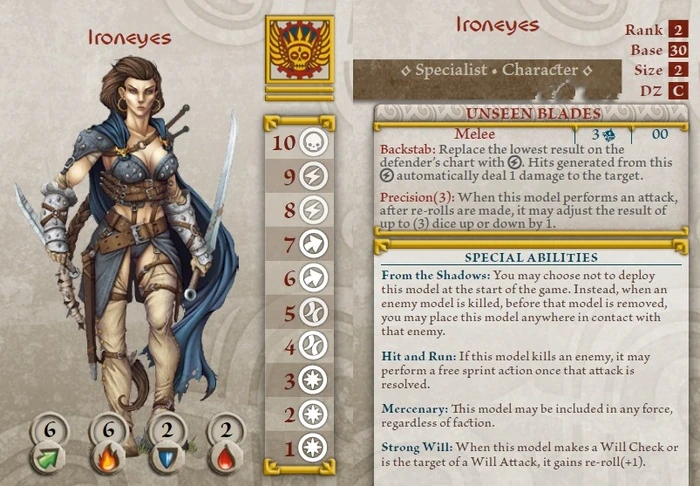 Ironeyes
10
9
8
7
6
5
4
3
2
1
6 6 2 2
Ironeyes
Rank 2
Base 30
Size 2
DZ C
Specialist • Character
UNSEEN BLADES
Melee 3 00
Backstab: Replace the lowest result on the
defender's chart with . Hits generated from this
automatically deal 1 damage to the target.
Precision(3): When this model performs an attack,
after re-rolls are made, it may adjust the result of
up to (3) dice up or down by 1.
SPECIAL ABILITIES
From the Shadows: You may choose not to deploy
this model at the start of the game. Instead, when an
enemy model is killed, before that model is removed,
you may place this model anywhere in contact with
that enemy.
Hit and Run: If this model kills an enemy, it may
perform a free sprint action once that attack is
resolved.
Mercenary: This model may be included in any force,
regardless of faction.
Strong Will: When this model makes a Will Check or
is the target of a Will Attack, it gains re-roll(+1).